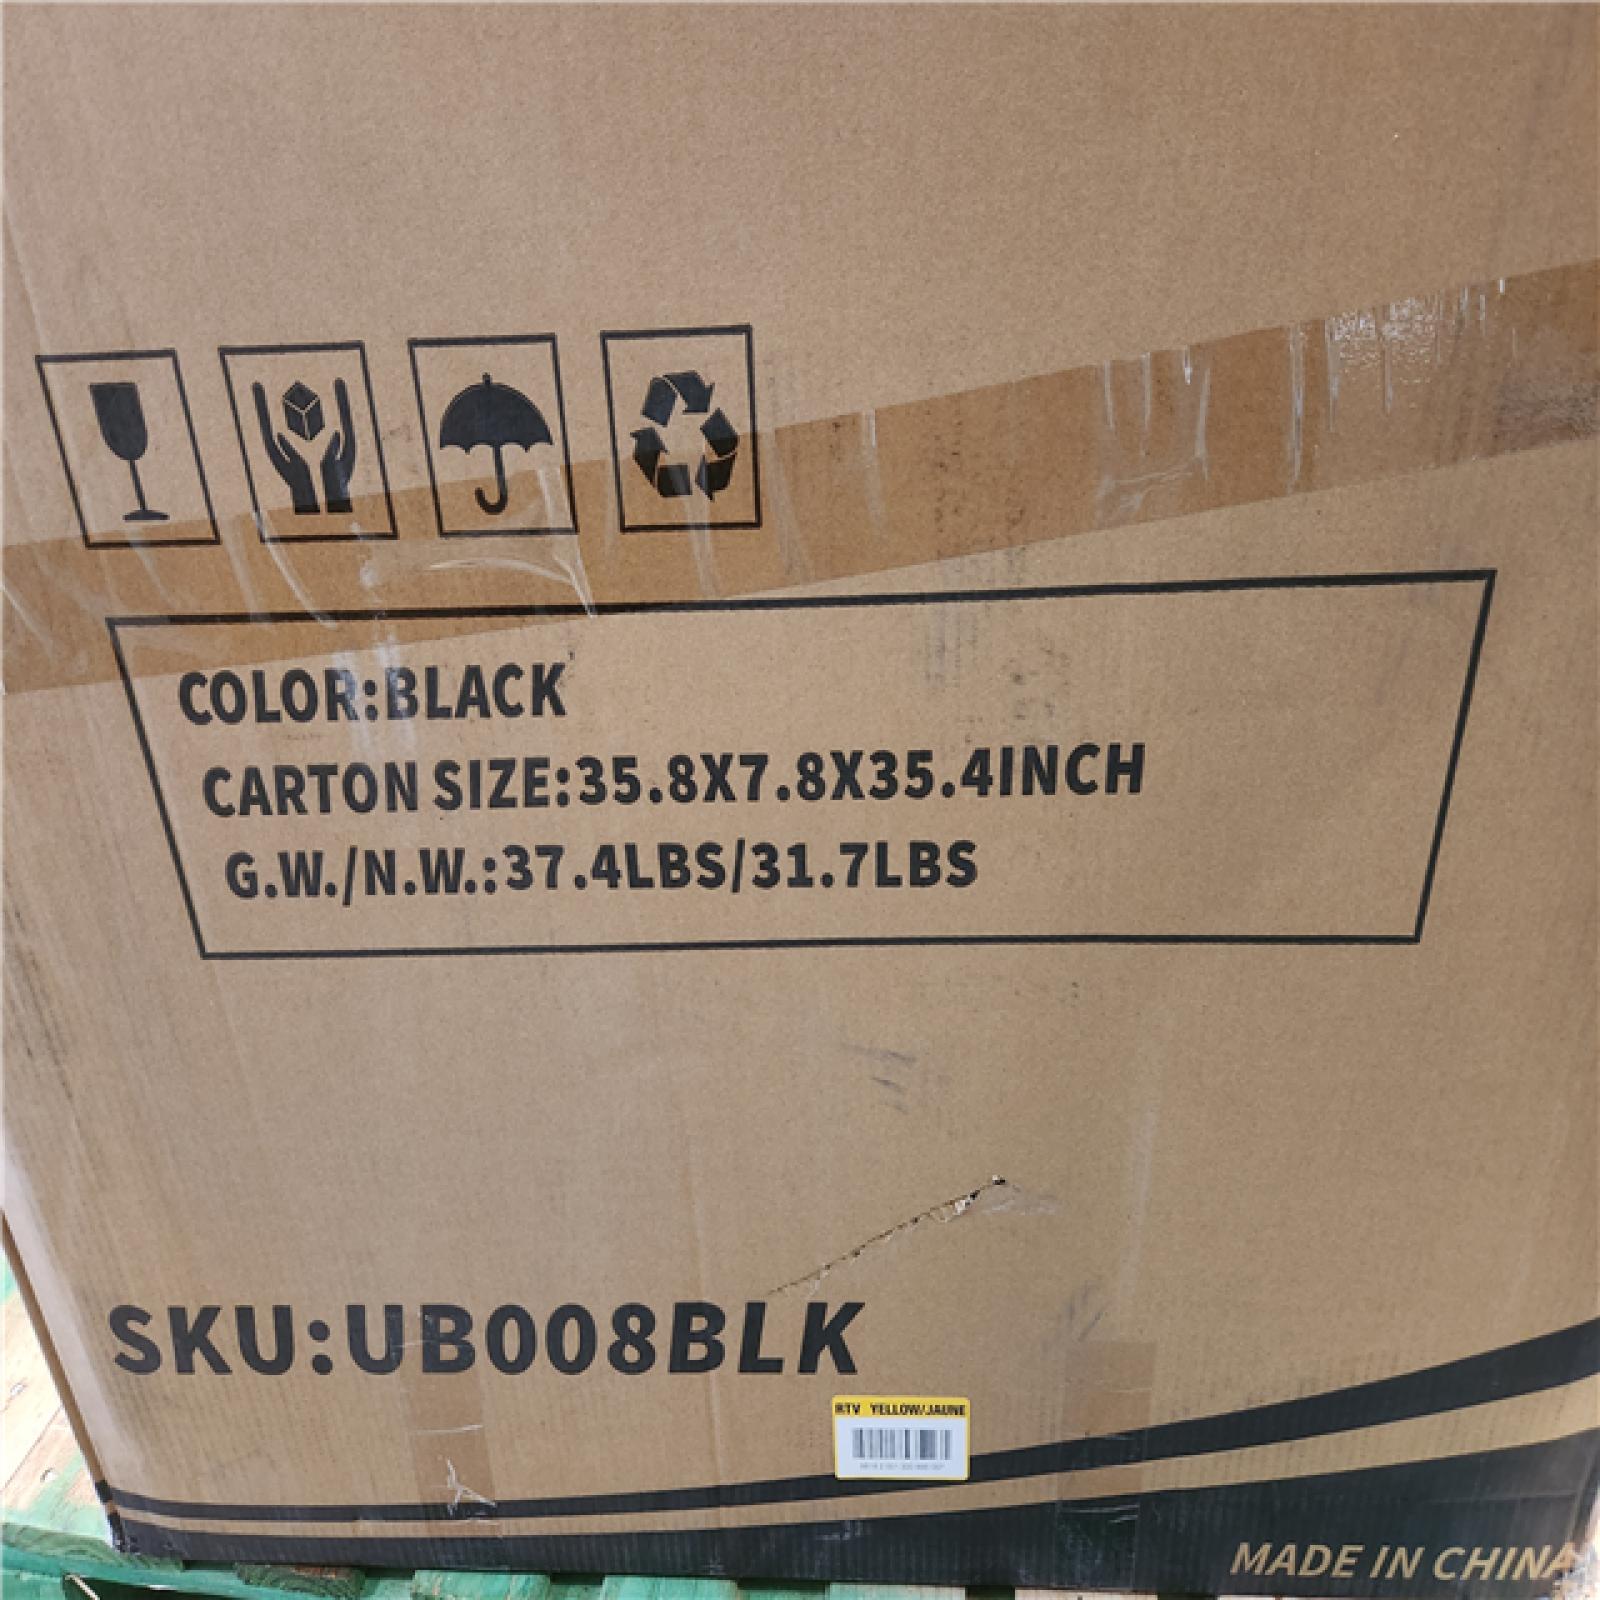 COLOR:BLACK
CARTON SIZE:35.8X7.8X35.4INCH
G.W./N.W.:37.4LBS/31.7LBS
SKU:UB008BLK
RTV YELLOW/JAUNE
MADE IN CHINA